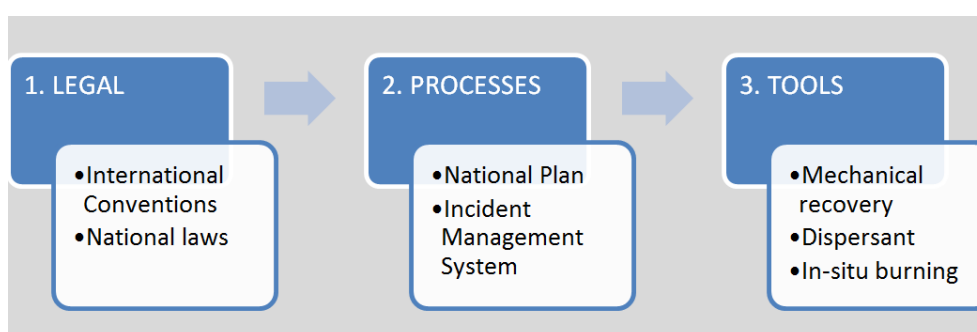 1. LEGAL
•International
Conventions
•National laws
2. PROCESSES
•National Plan
•Incident
Management
System
3. TOOLS
•Mechanical
recovery
•Dispersant
•In-situ burning